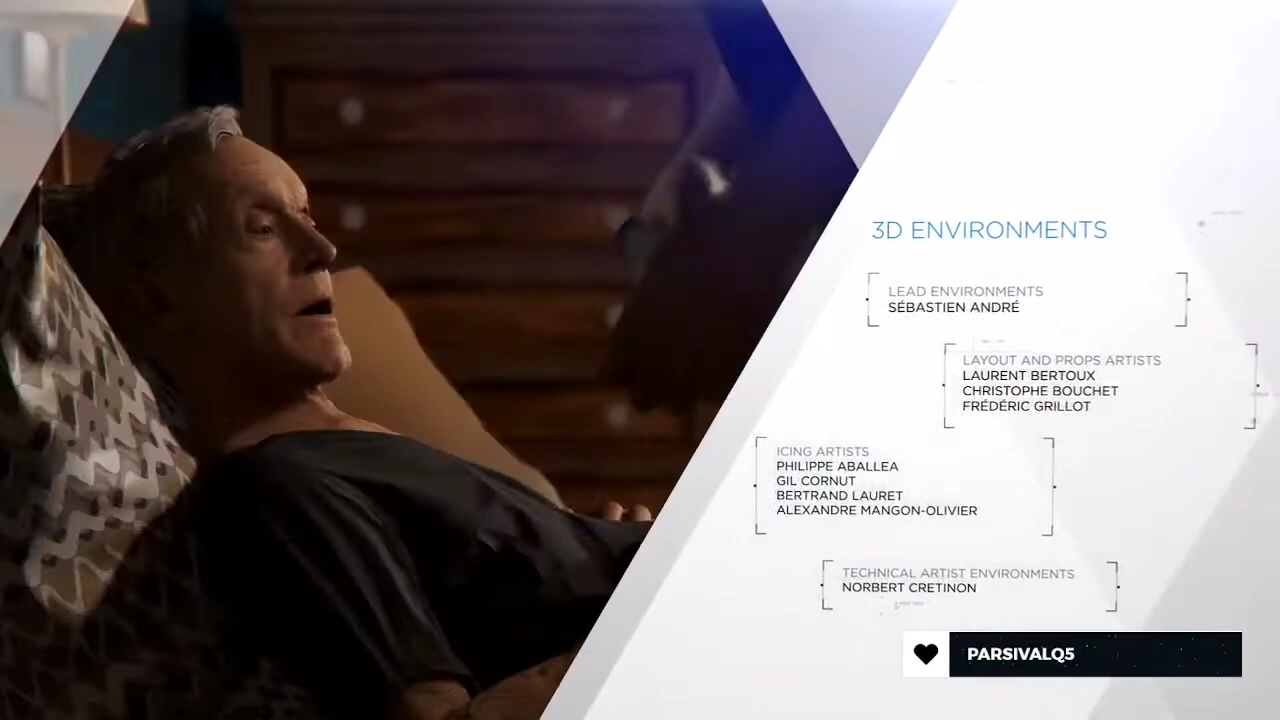 3D ENVIRONMENTS
LEAD ENVIRONMENTS
SÉBASTIEN ANDRÉ
LAYOUT AND PROPS ARTISTS
LAURENT BERTOUX
CHRISTOPHE BOUCHET
FRÉDÉRIC GRILLOT
ICING ARTISTS
PHILIPPE ABALLEA
GIL CORNUT
BERTRAND LAURET
ALEXANDRE MANGON-OLIVIER
TECHNICAL ARTIST ENVIRONMENTS
NORBERT CRETINON
PARSIVALQ5